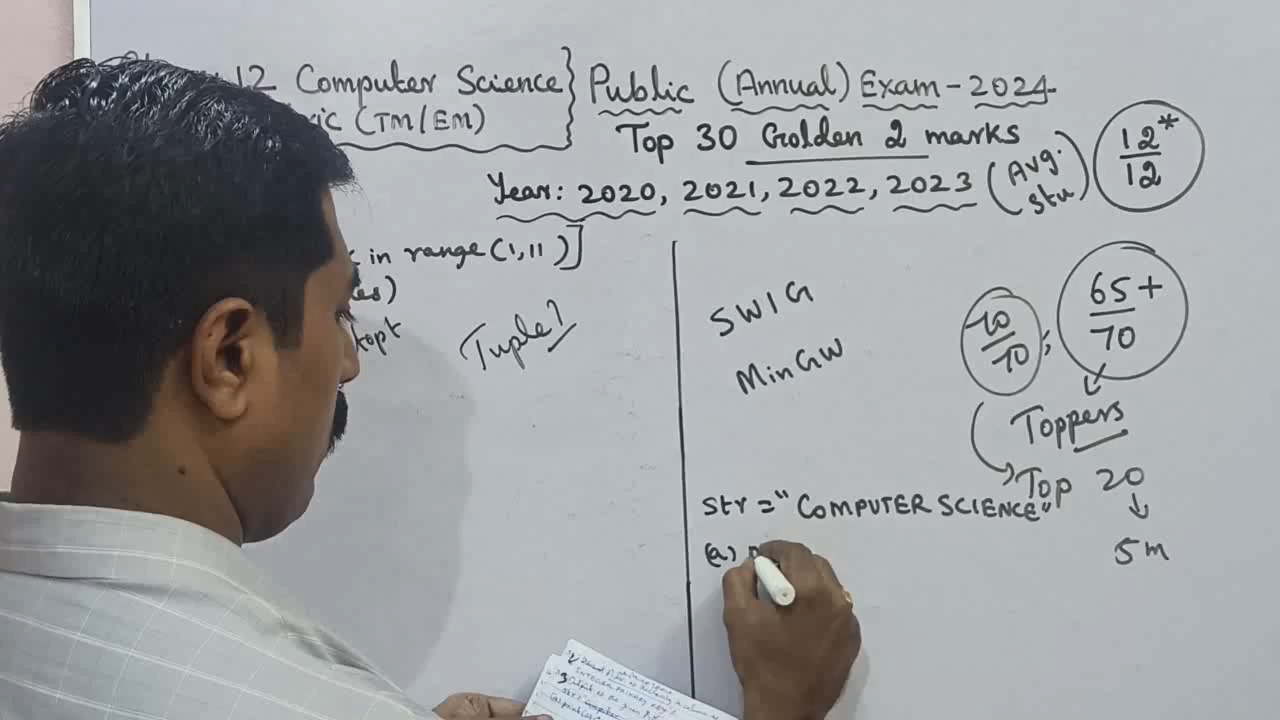 12 Computer Science
(TM/EM)
Public (Annual) Exam - 2024
Top 30 Golden 2 marks
Year: 2020, 2021, 2022, 2023 (Avg. stu)
12*
12
in range (1,11)]
Tuple?
SWIG
MinGW
10
10
;
65+
70
Toppers
Top 20
5m
Str = "COMPUTER SCIENCE"
(a)